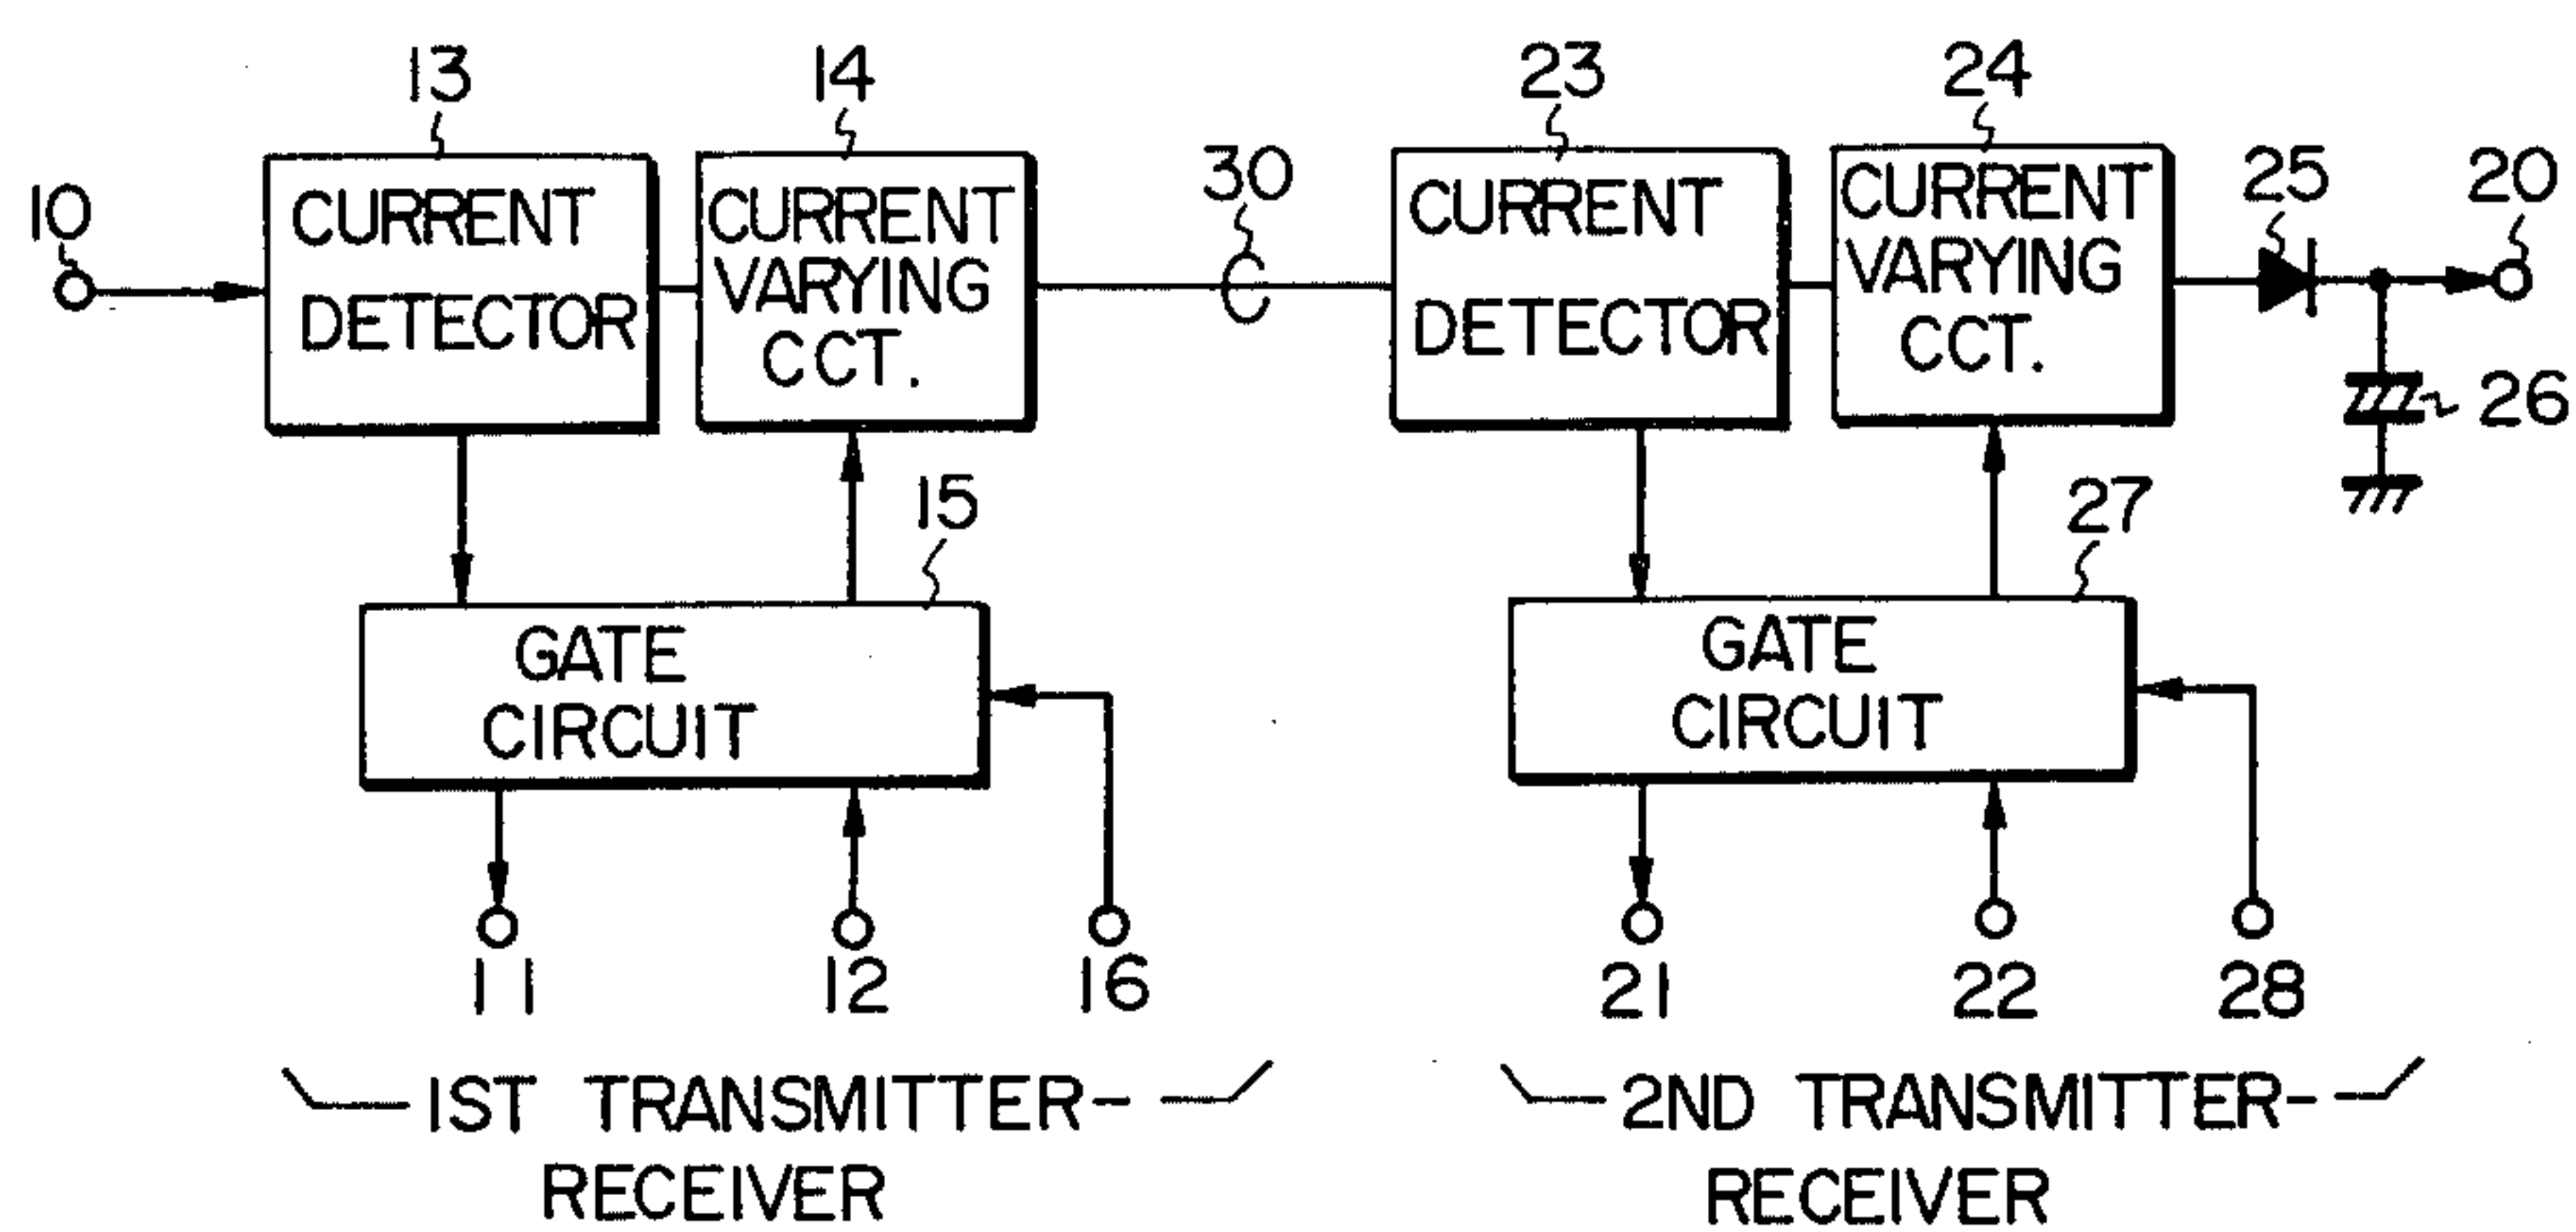 13
14
23
24
10
30
25
20
CURRENT
DETECTOR
CURRENT
VARYING
CCT.
CURRENT
DETECTOR
CURRENT
VARYING
CCT.
26
15
27
GATE
CIRCUIT
GATE
CIRCUIT
11
12
16
21
22
28
1ST TRANSMITTER-
RECEIVER
2ND TRANSMITTER-
RECEIVER